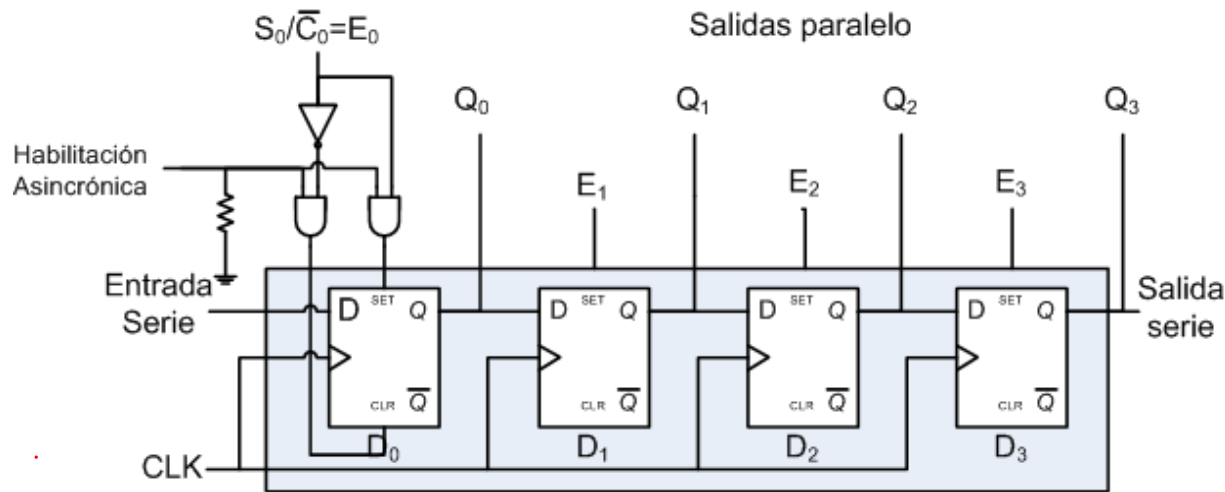 S₀/C̅₀=E₀
Salidas paralelo
Q₀
Q₁
Q₂
Q₃
Habilitación
Asincrónica
E₁
E₂
E₃
Entrada
Serie
D
SET
Q
D
SET
Q
D
SET
Q
D
SET
Q
Salida
serie
CLR
Q̅
CLR
Q̅
CLR
Q̅
CLR
Q̅
D₀
D₁
D₂
D₃
CLK